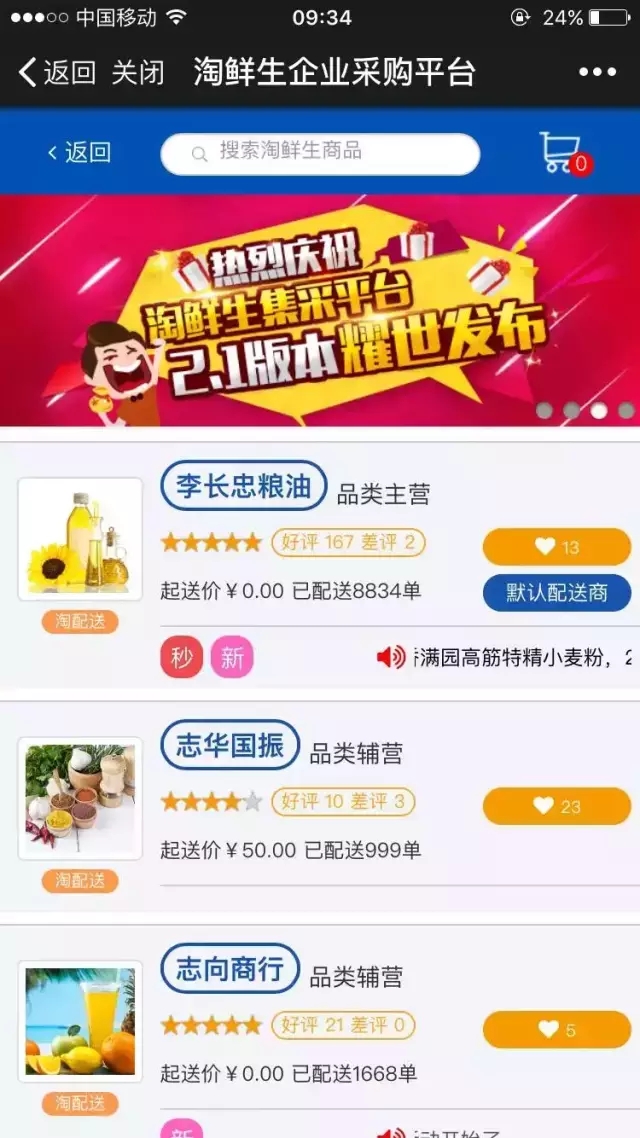 中国移动 09:34 24%
返回 关闭 淘鲜生企业采购平台
返回 搜索淘鲜生商品 0
热烈庆祝
淘鲜生集采平台
2.1版本耀世发布
李长忠粮油 品类主营
好评 167 差评 2 13
起送价￥0.00 已配送8834单 默认配送商
淘配送
秒 新 满园高筋特精小麦粉，2
志华国振 品类辅营
好评 10 差评 3 23
起送价￥50.00 已配送999单
淘配送
志向商行 品类辅营
好评 21 差评 0 5
起送价￥0.00 已配送1668单
淘配送